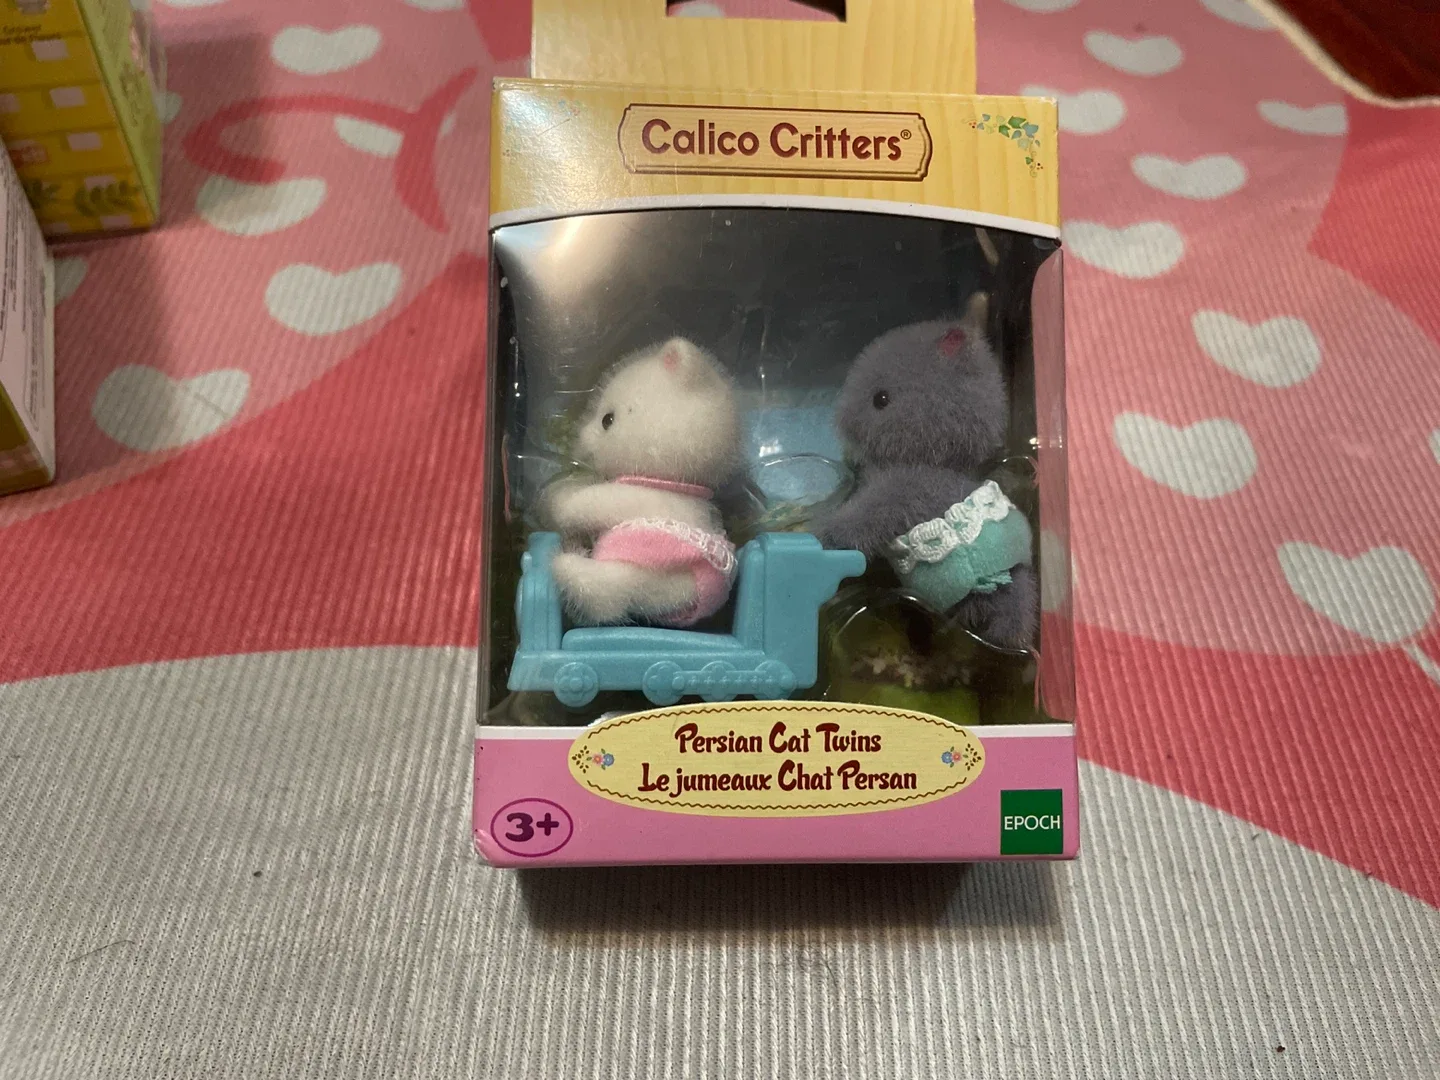 Calico Critters®
Persian Cat Twins
Le jumeaux Chat Persan
3+
EPOCH